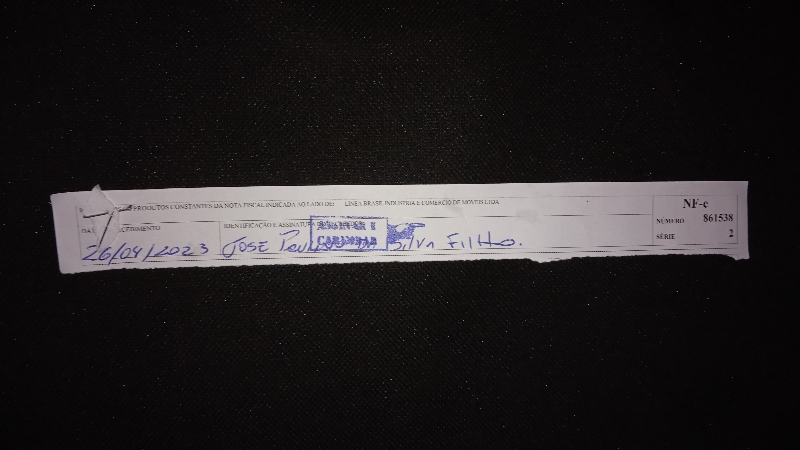 PRODUTOS CONSTANTES DA NOTA FISCAL INDICADA AO LADO DE: LINEA BRASIL INDUSTRIA E COMERCIO DE MOVEIS LTDA
NF-e
NÚMERO 861538
SÉRIE 2
IDENTIFICAÇÃO E ASSINATURA
26/04/2023 JOSE Silva FILHO.